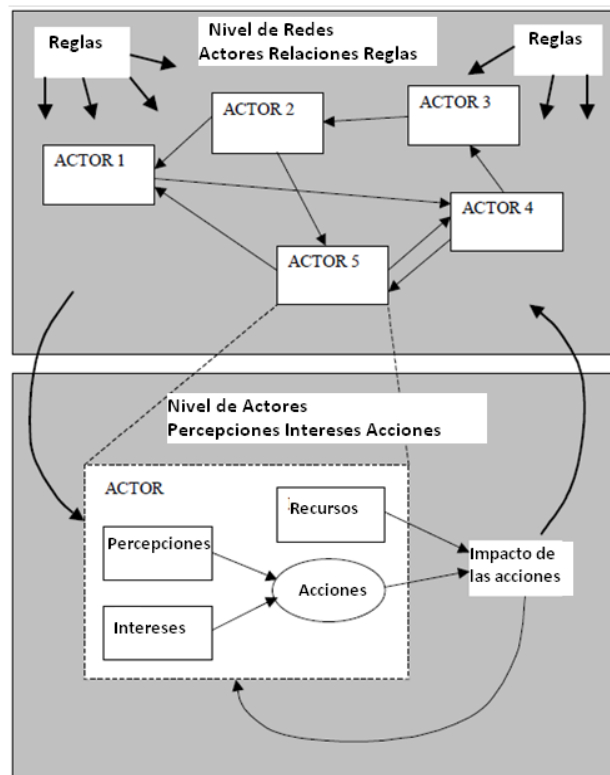 Reglas
Nivel de Redes
Actores Relaciones Reglas
Reglas
ACTOR 1
ACTOR 2
ACTOR 3
ACTOR 4
ACTOR 5
Nivel de Actores
Percepciones Intereses Acciones
ACTOR
Recursos
Percepciones
Acciones
Intereses
Impacto de
las acciones